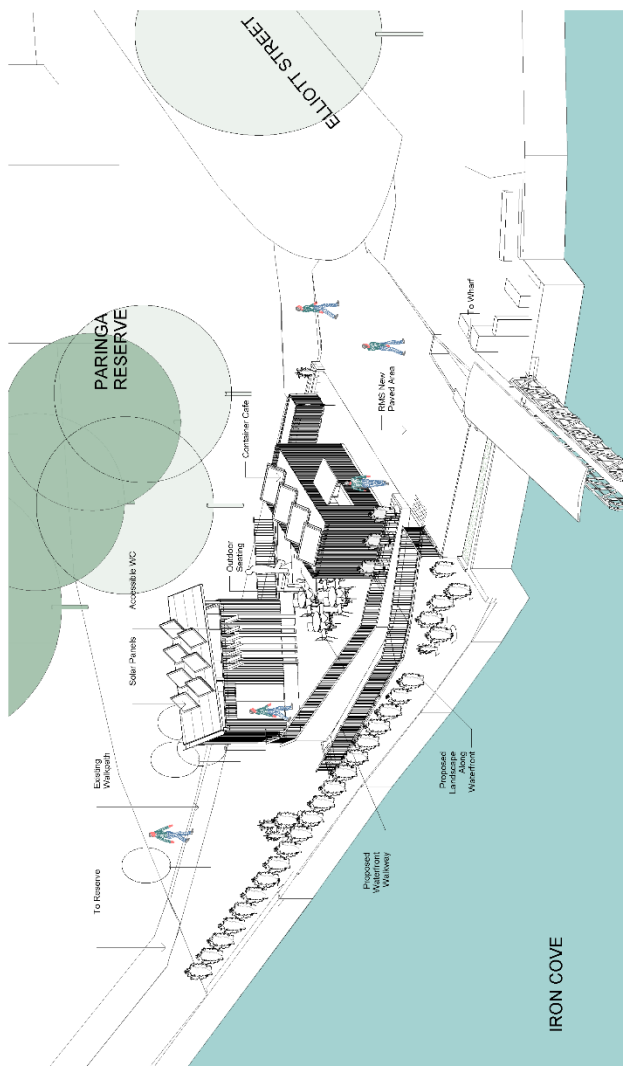 ELLIOTT STREET
PARINGA
RESERVE
To Reserve
Existing
Walkpath
Solar Panels
Accessible WC
Outdoor
Seating
Container Cafe
RMS New
Paved Area
To Wharf
Proposed
Waterfront
Walkway
Proposed
Landscape
Along
Waterfront
IRON COVE